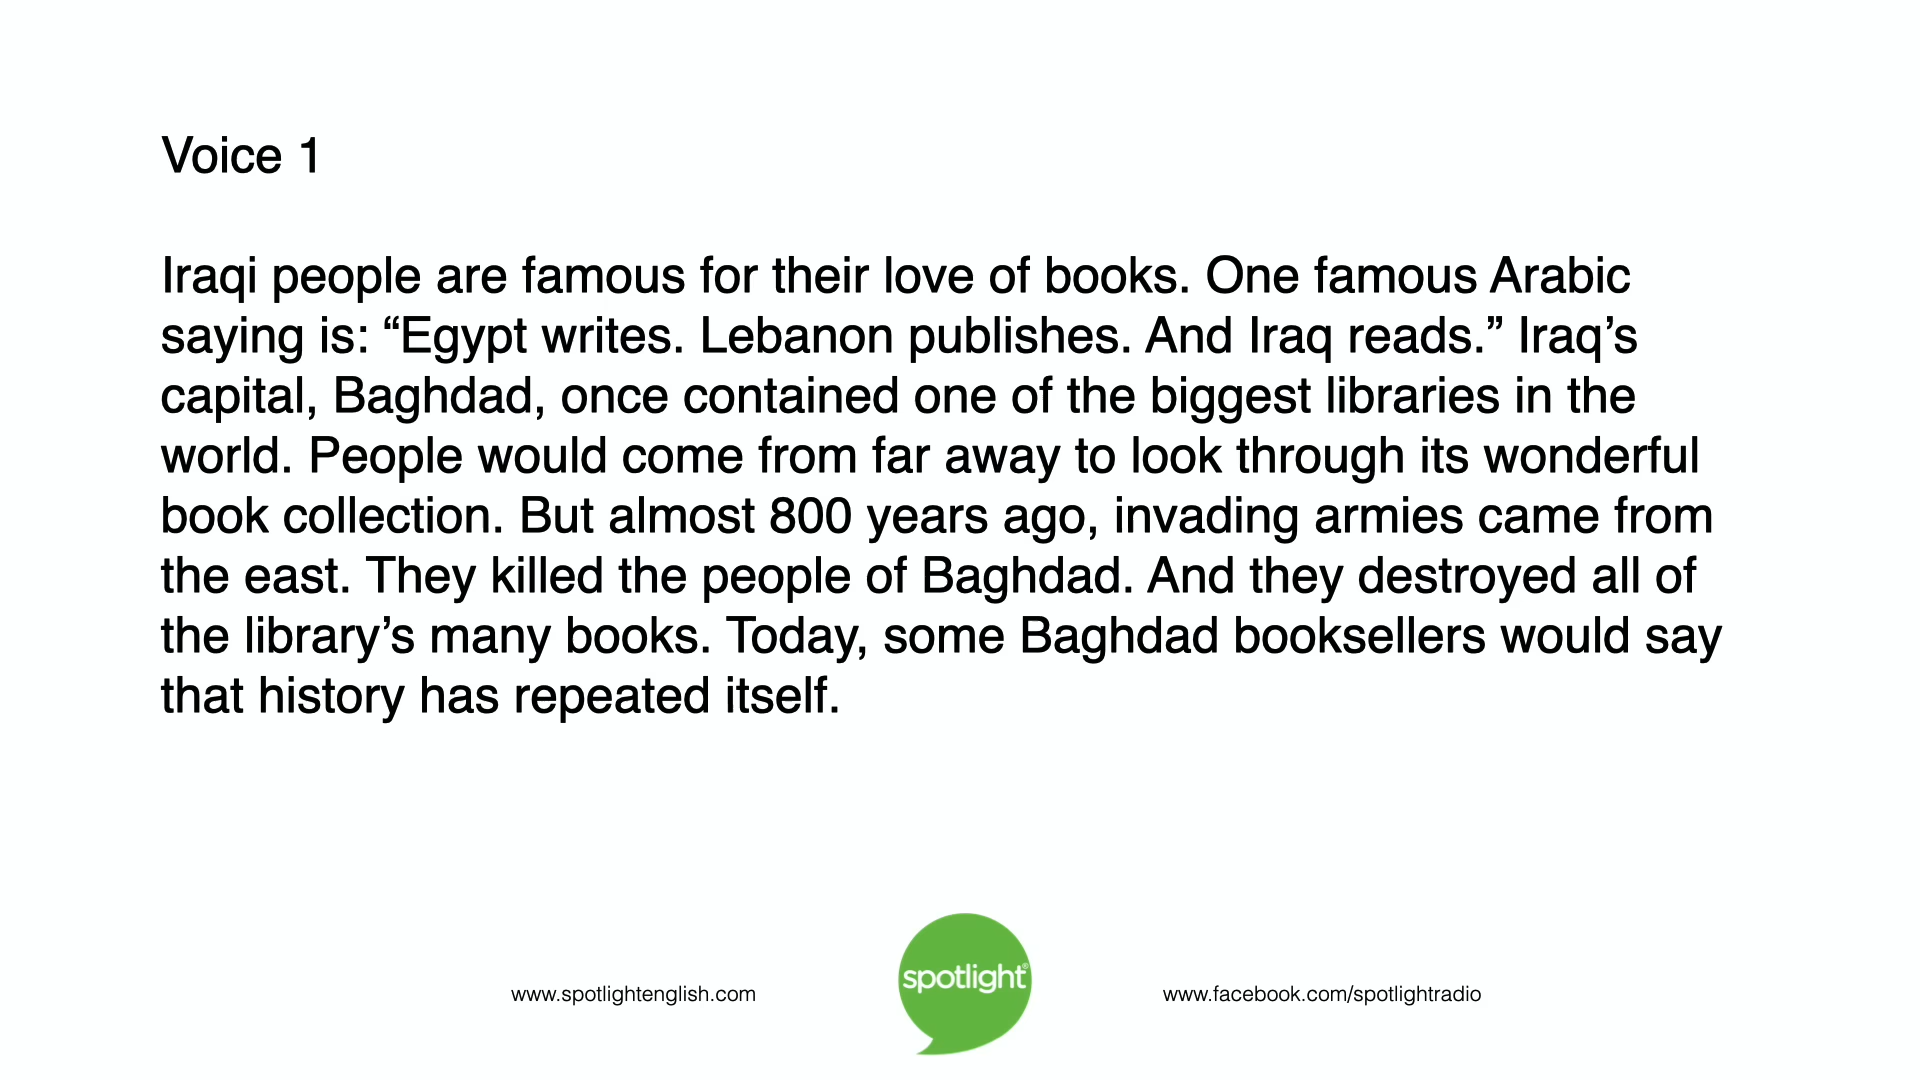 Voice 1
Iraqi people are famous for their love of books. One famous Arabic
saying is: “Egypt writes. Lebanon publishes. And Iraq reads.” Iraq’s
capital, Baghdad, once contained one of the biggest libraries in the
world. People would come from far away to look through its wonderful
book collection. But almost 800 years ago, invading armies came from
the east. They killed the people of Baghdad. And they destroyed all of
the library’s many books. Today, some Baghdad booksellers would say
that history has repeated itself.
www.spotlightenglish.com
spotlight®
www.facebook.com/spotlightradio